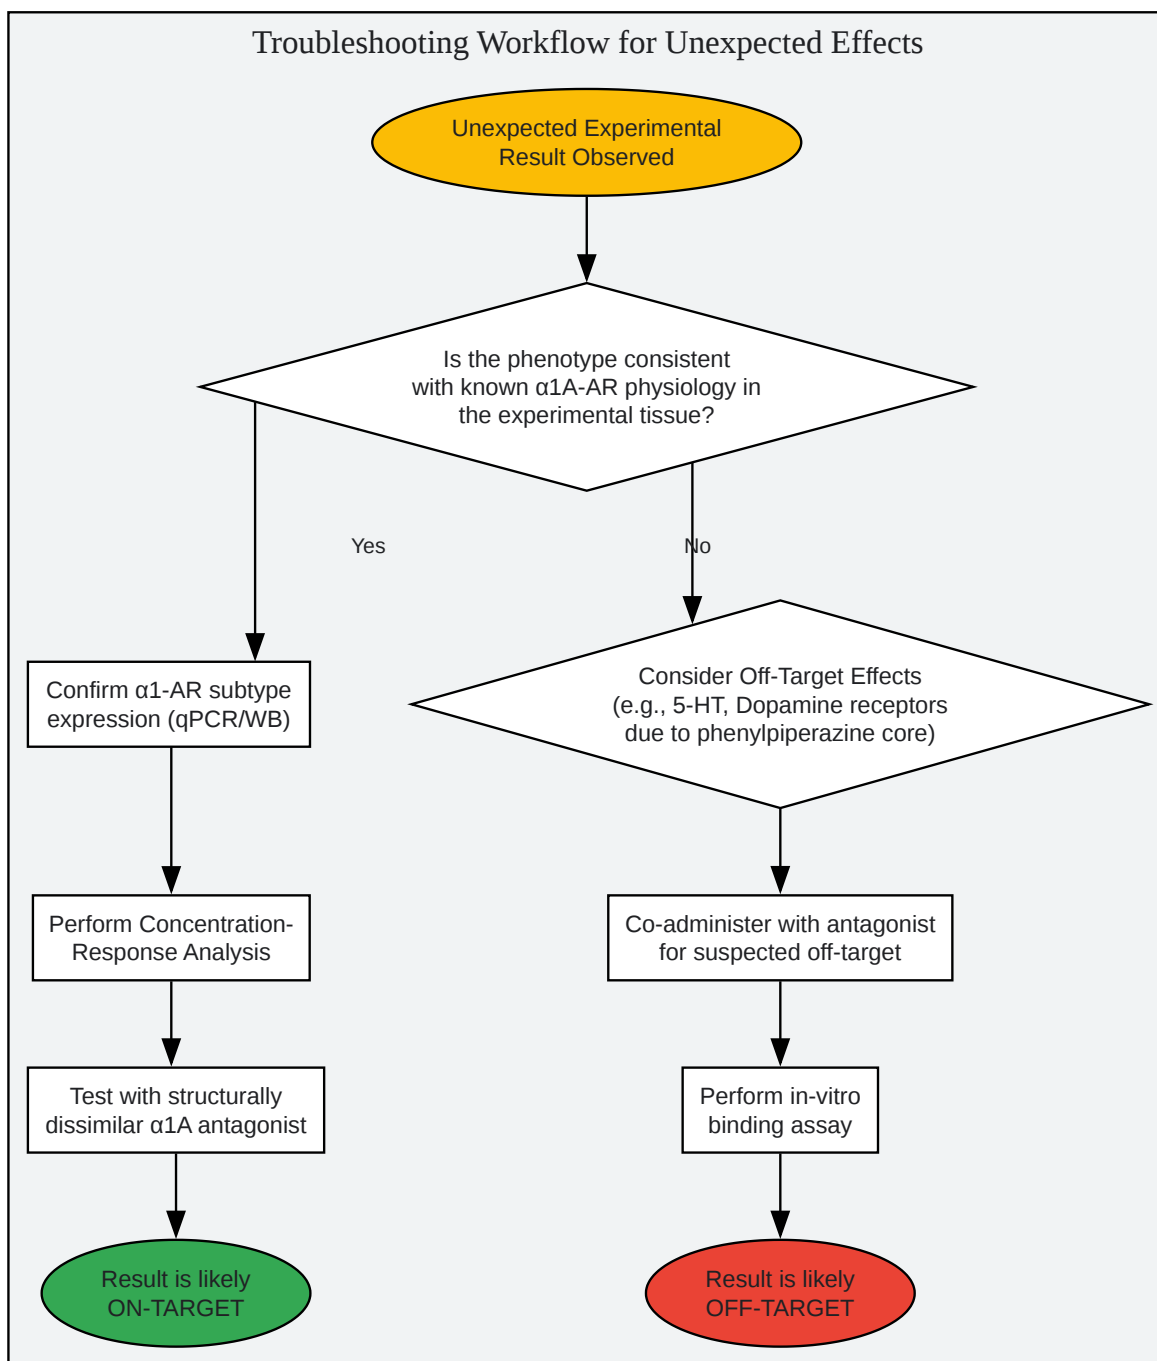 Troubleshooting Workflow for Unexpected Effects
Unexpected Experimental
Result Observed
Is the phenotype consistent
with known α1A-AR physiology in
the experimental tissue?
Yes
No
Confirm α1-AR subtype
expression (qPCR/WB)
Consider Off-Target Effects
(e.g., 5-HT, Dopamine receptors
due to phenylpiperazine core)
Perform Concentration-
Response Analysis
Co-administer with antagonist
for suspected off-target
Test with structurally
dissimilar α1A antagonist
Perform in-vitro
binding assay
Result is likely
ON-TARGET
Result is likely
OFF-TARGET